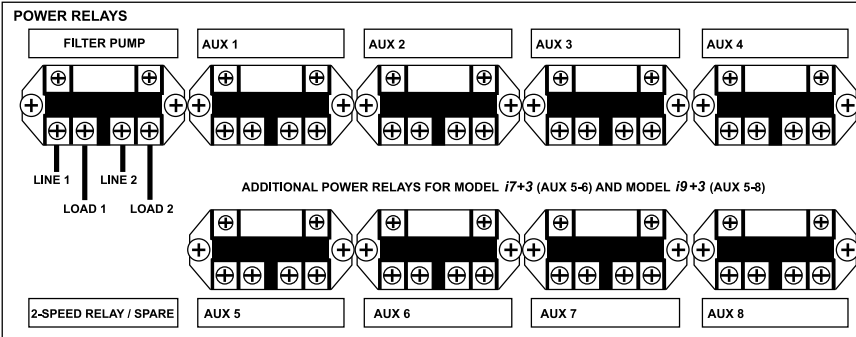 POWER RELAYS
FILTER PUMP
AUX 1
AUX 2
AUX 3
AUX 4
LINE 1
LINE 2
LOAD 1
LOAD 2
ADDITIONAL POWER RELAYS FOR MODEL i7+3 (AUX 5-6) AND MODEL i9+3 (AUX 5-8)
2-SPEED RELAY / SPARE
AUX 5
AUX 6
AUX 7
AUX 8